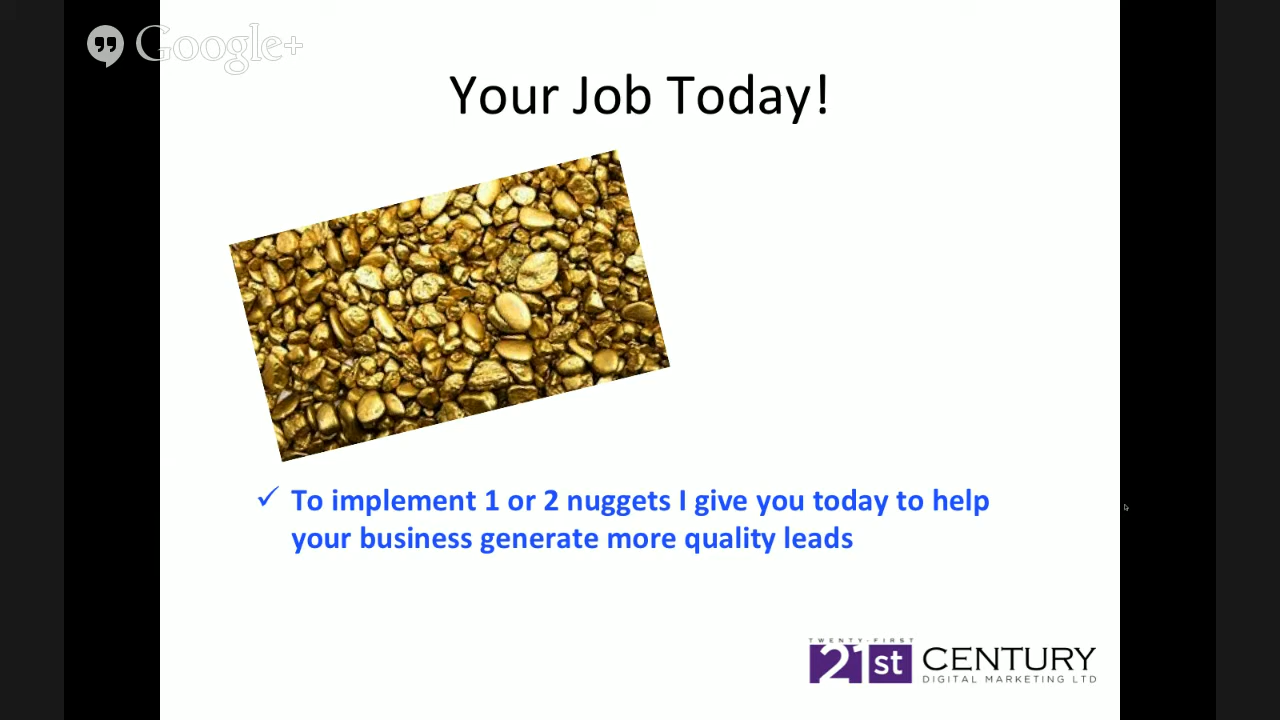 Google+
Your Job Today!
✓ To implement 1 or 2 nuggets I give you today to help
your business generate more quality leads
TWENTY-FIRST
21st CENTURY
DIGITAL MARKETING LTD